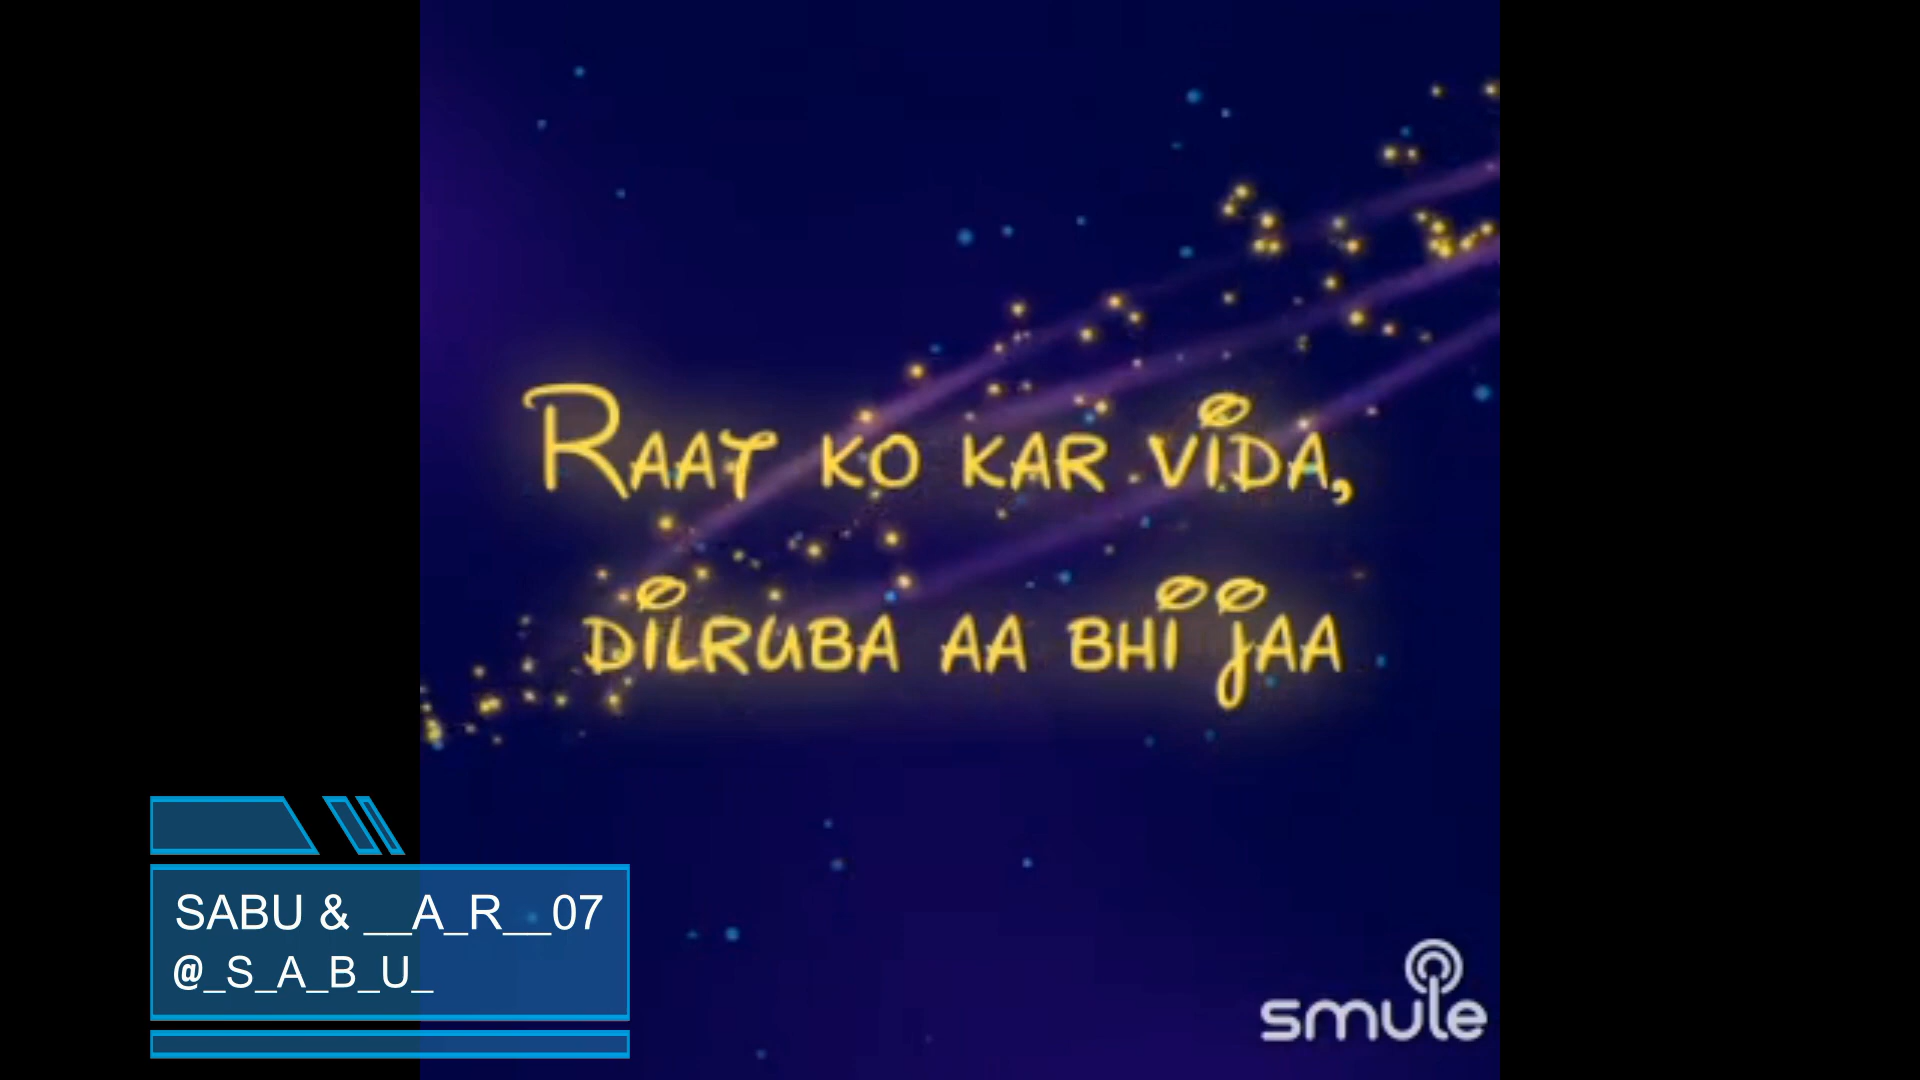 Raat ko kar vida,
dilruba aa bhi jaa
SABU & __A_R__07
@_S_A_B_U_
smule